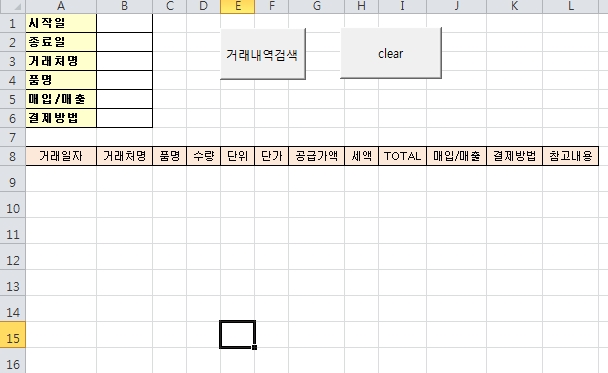 A B C D E F G H I J K L
1 시작일
2 종료일
3 거래처명
4 품명
5 매입/매출
6 결제방법
거래내역검색 clear
7
8 거래일자 거래처명 품명 수량 단위 단가 공급가액 세액 TOTAL 매입/매출 결제방법 참고내용
9
10
11
12
13
14
15
16